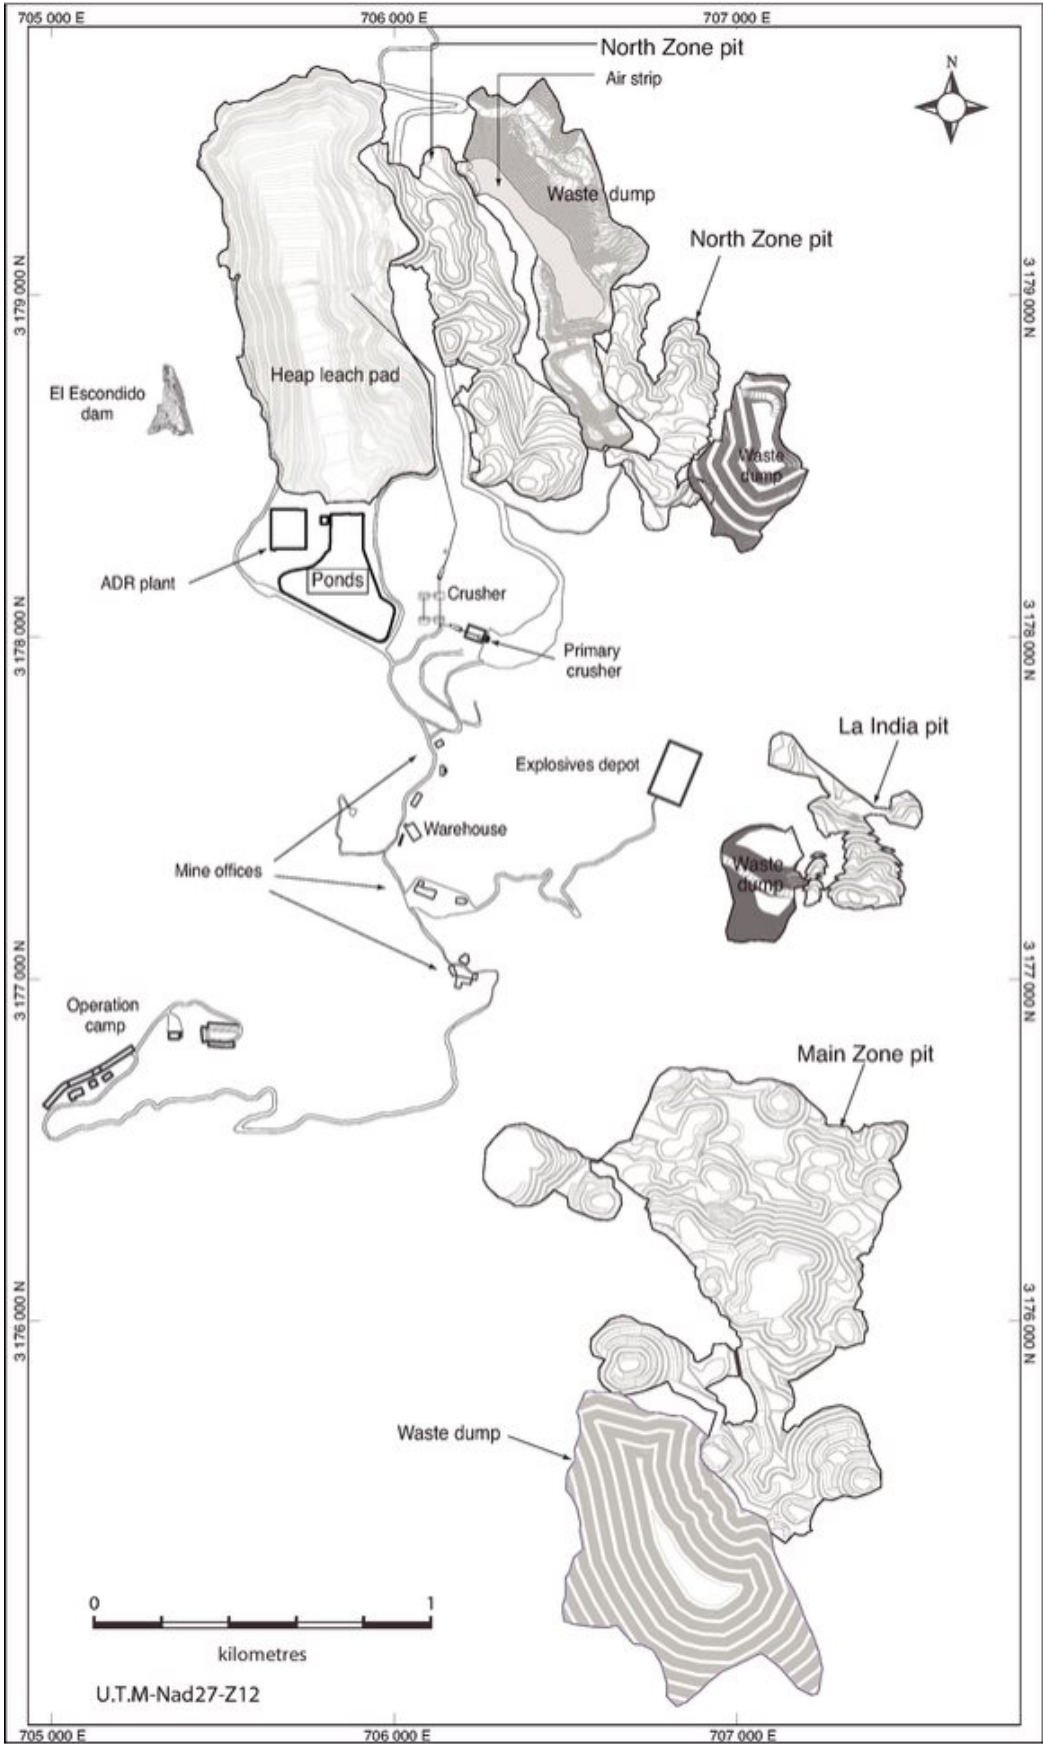 705 000 E
706 000 E
707 000 E
North Zone pit
Air strip
N
Waste dump
North Zone pit
3 179 000 N
3 179 000 N
Heap leach pad
El Escondido
dam
Waste
dump
ADR plant
Ponds
Crusher
3 178 000 N
3 178 000 N
Primary
crusher
La India pit
Explosives depot
Warehouse
Mine offices
Waste
dump
3 177 000 N
3 177 000 N
Operation
camp
Main Zone pit
3 176 000 N
3 176 000 N
Waste dump
0
1
kilometres
U.T.M-Nad27-Z12
705 000 E
706 000 E
707 000 E